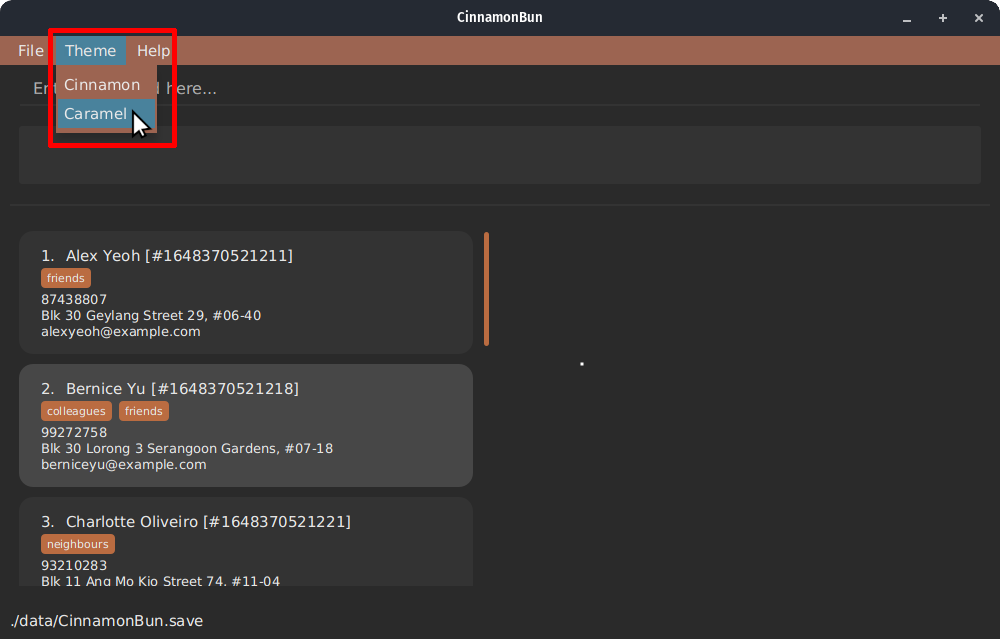 CinnamonBun
File Theme Help
Cinnamon
here...
Caramel
1. Alex Yeoh [#1648370521211]
friends
87438807
Blk 30 Geylang Street 29, #06-40
alexyeoh@example.com
2. Bernice Yu [#1648370521218]
colleagues friends
99272758
Blk 30 Lorong 3 Serangoon Gardens, #07-18
berniceyu@example.com
3. Charlotte Oliveiro [#1648370521221]
neighbours
93210283
Blk 11 Ang Mo Kio Street 74, #11-04
./data/CinnamonBun.save